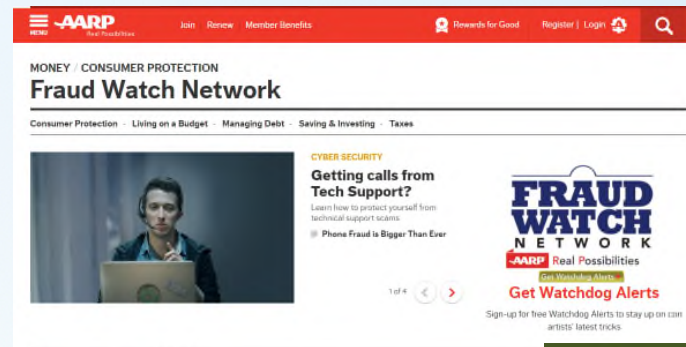 MENU AARP Real Possibilities Join Renew Member Benefits Rewards for Good Register | Login
MONEY / CONSUMER PROTECTION
Fraud Watch Network
Consumer Protection - Living on a Budget - Managing Debt - Saving & Investing - Taxes
CYBER SECURITY
Getting calls from
Tech Support?
Learn how to protect yourself from
technical support scams
Phone Fraud is Bigger Than Ever
1 of 4
FRAUD
WATCH
NETWORK
AARP Real Possibilities
Get Watchdog Alerts
Get Watchdog Alerts
Sign-up for free Watchdog Alerts to stay up on con
artists' latest tricks